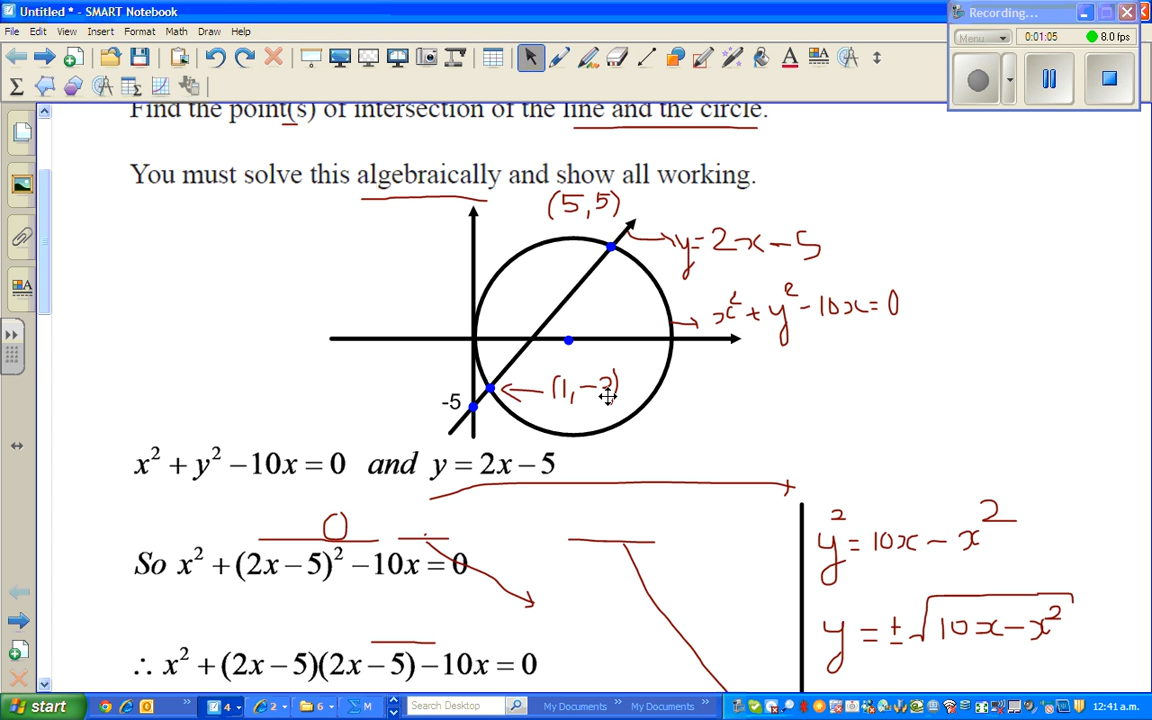 Untitled * - SMART Notebook
Recording...
File Edit View Insert Format Math Draw Help
Menu
0:01:05
8.0 fps
Find the point(s) of intersection of the line and the circle.
You must solve this algebraically and show all working.
(5,5)
y=2x-5
x²+y²-10x=0
-5
(1,-3)
x² + y² − 10x = 0 and y = 2x − 5
0
y²=10x-x²
So x² + (2x − 5)² − 10x = 0
y = ±√10x-x²
∴ x² + (2x − 5)(2x − 5) − 10x = 0
start
4
2
6
M
Search Desktop
My Documents
My Documents
12:41 a.m.